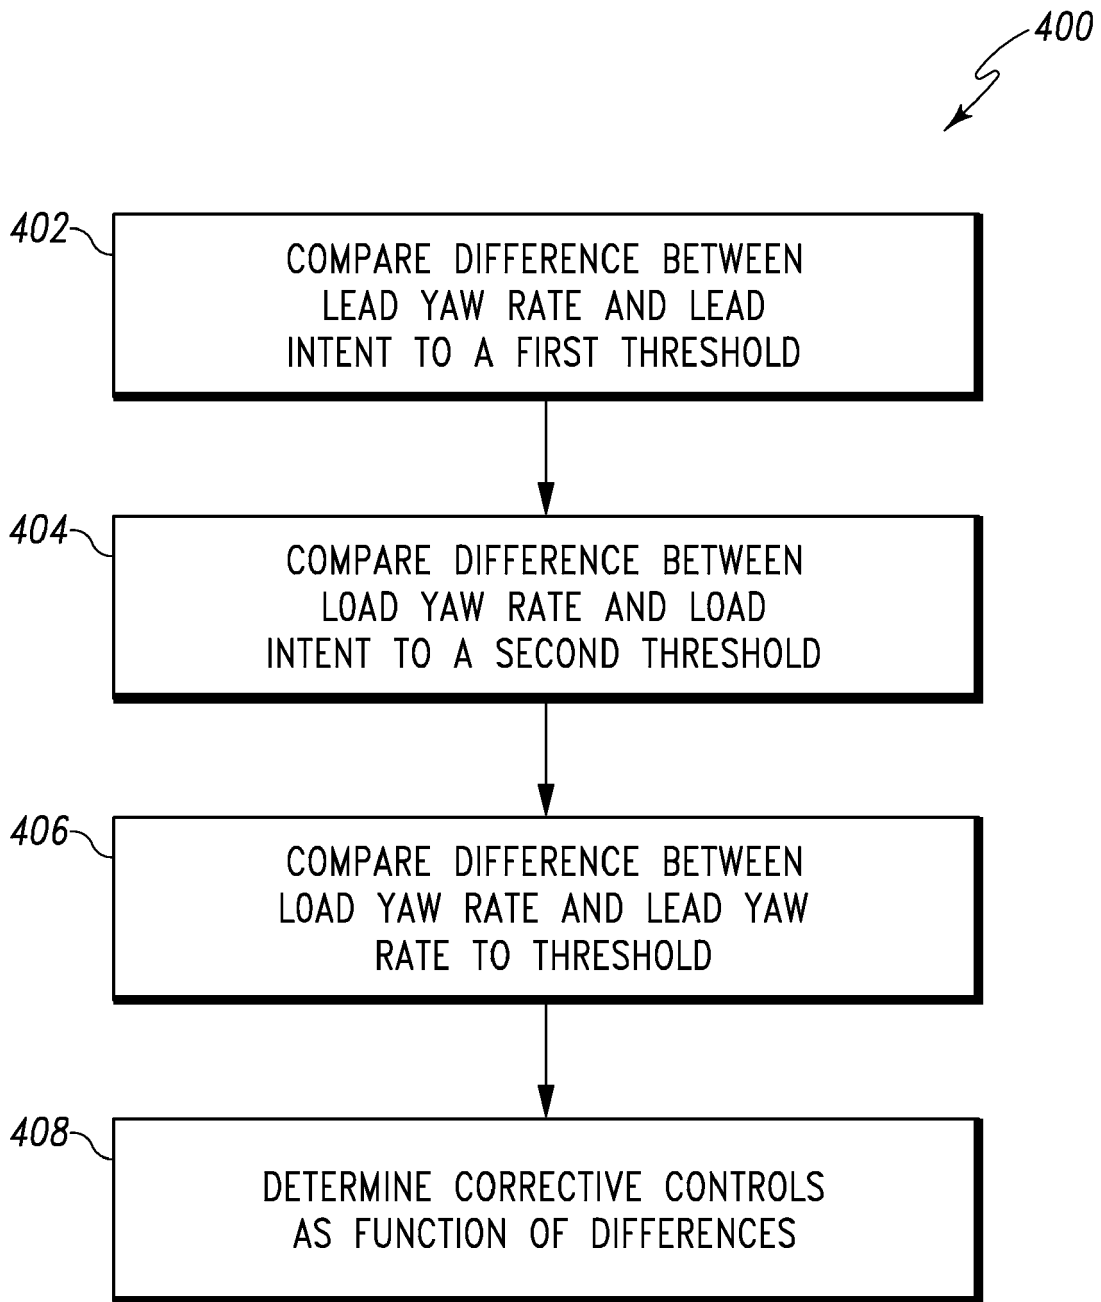 400
402
COMPARE DIFFERENCE BETWEEN
LEAD YAW RATE AND LEAD
INTENT TO A FIRST THRESHOLD
404
COMPARE DIFFERENCE BETWEEN
LOAD YAW RATE AND LOAD
INTENT TO A SECOND THRESHOLD
406
COMPARE DIFFERENCE BETWEEN
LOAD YAW RATE AND LEAD YAW
RATE TO THRESHOLD
408
DETERMINE CORRECTIVE CONTROLS
AS FUNCTION OF DIFFERENCES